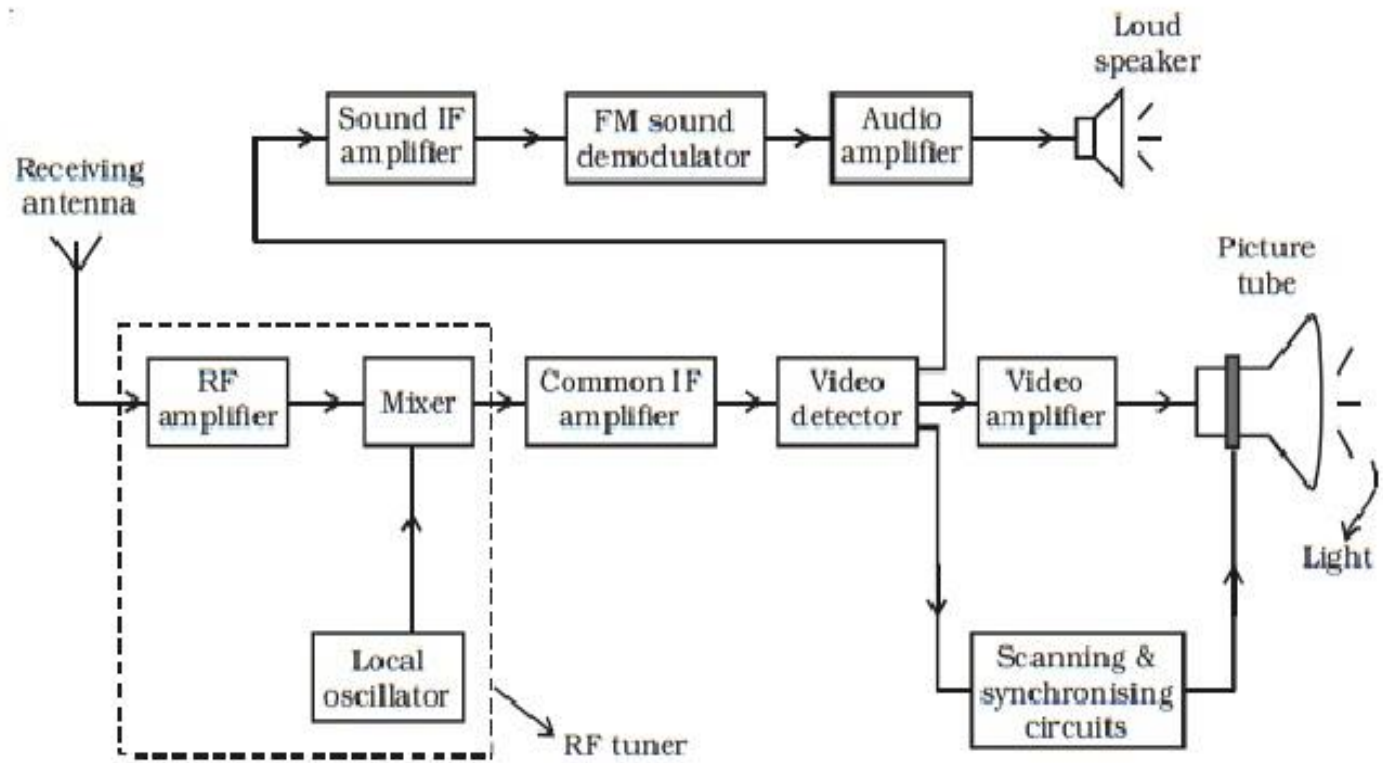 Loud
speaker
Sound IF
amplifier
FM sound
demodulator
Audio
amplifier
Receiving
antenna
Picture
tube
RF
amplifier
Mixer
Common IF
amplifier
Video
detector
Video
amplifier
Light
Local
oscillator
Scanning &
synchronising
circuits
RF tuner